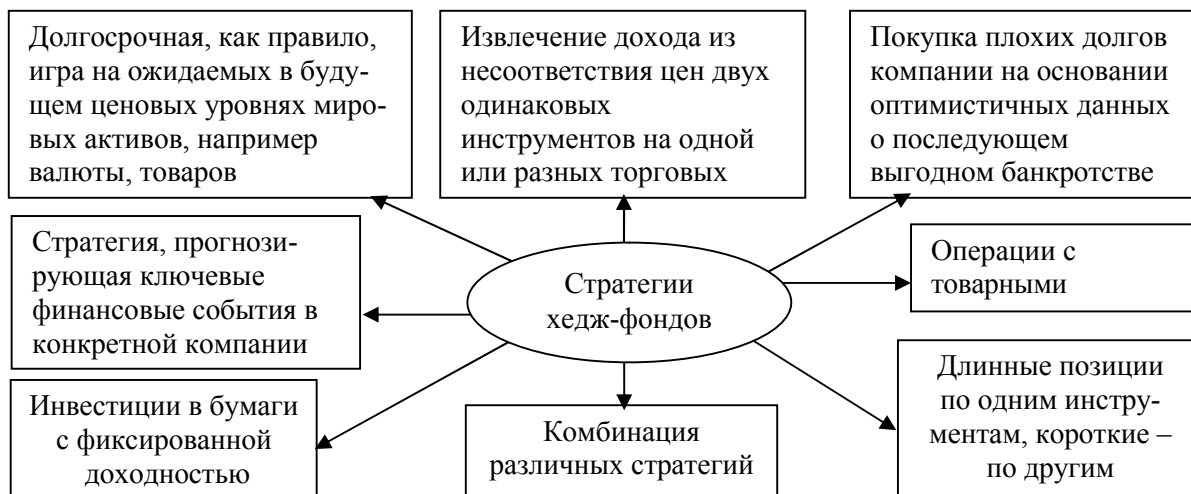 Долгосрочная, как правило,
игра на ожидаемых в буду-
щем ценовых уровнях миро-
вых активов, например
валюты, товаров
Извлечение дохода из
несоответствия цен двух
одинаковых
инструментов на одной
или разных торговых
Покупка плохих долгов
компании на основании
оптимистичных данных
о последующем
выгодном банкротстве
Стратегия, прогнози-
рующая ключевые
финансовые события в
конкретной компании
Стратегии
хедж-фондов
Операции с
товарными
Инвестиции в бумаги
с фиксированной
доходностью
Комбинация
различных стратегий
Длинные позиции
по одним инстру-
ментам, короткие –
по другим